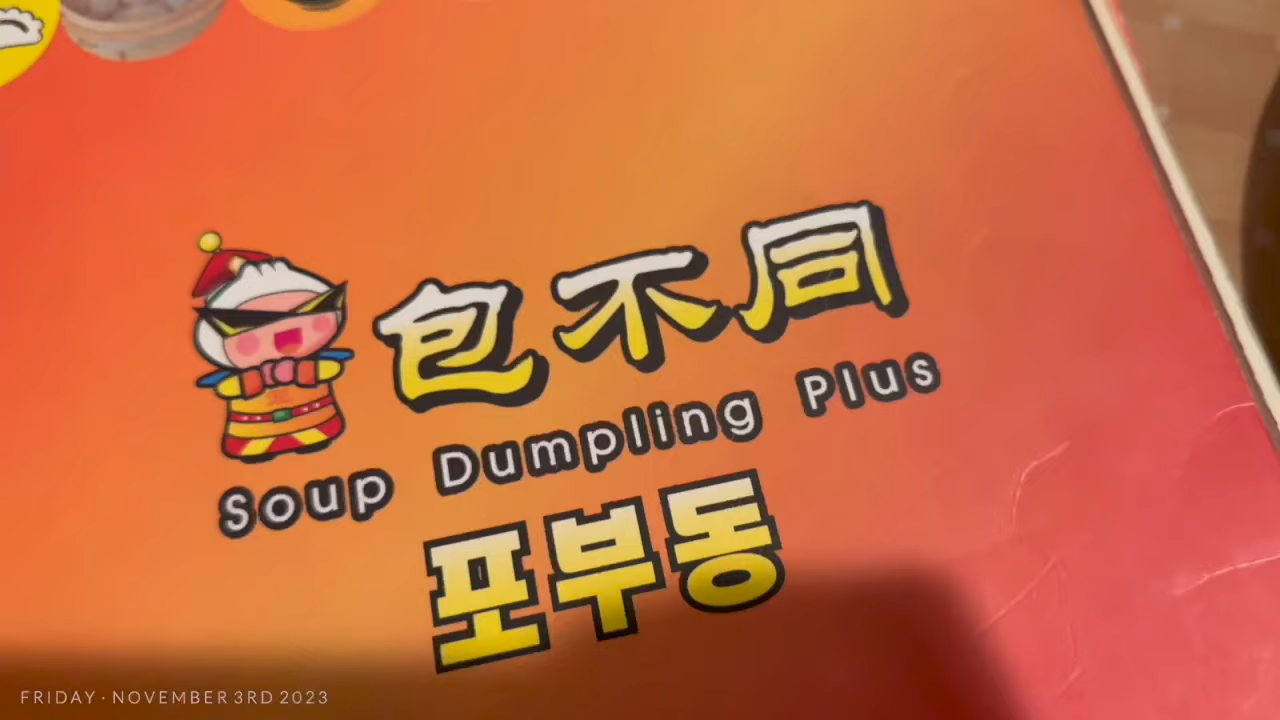 包不同
Soup Dumpling Plus
포부동
FRIDAY · NOVEMBER 3RD 2023